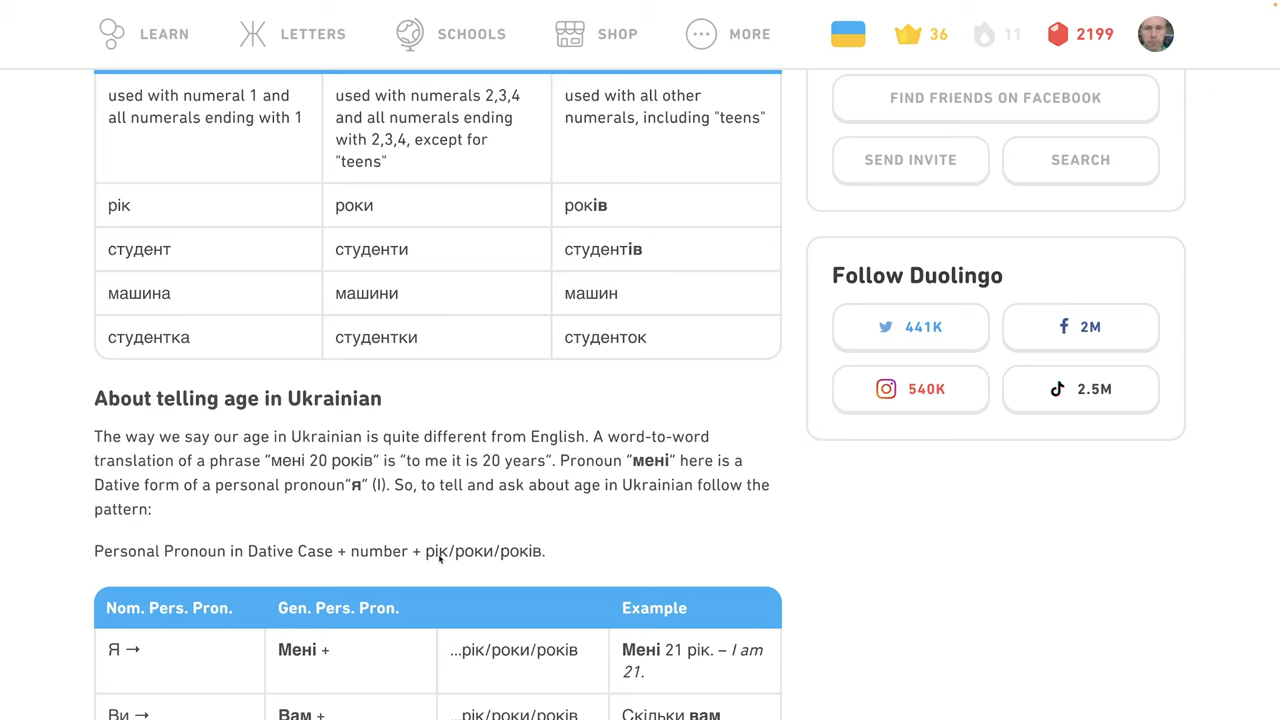 LEARN LETTERS SCHOOLS SHOP MORE 36 11 2199
used with numeral 1 and
all numerals ending with 1
used with numerals 2,3,4
and all numerals ending
with 2,3,4, except for
"teens"
used with all other
numerals, including "teens"
рік роки років
студент студенти студентів
машина машини машин
студентка студентки студенток
About telling age in Ukrainian
The way we say our age in Ukrainian is quite different from English. A word-to-word
translation of a phrase “мені 20 років” is “to me it is 20 years“. Pronoun “мені“ here is a
Dative form of a personal pronoun“я” (I). So, to tell and ask about age in Ukrainian follow the
pattern:
Personal Pronoun in Dative Case + number + рік/роки/років.
Nom. Pers. Pron. Gen. Pers. Pron. Example
Я → Мені + ...рік/роки/років Мені 21 рік. – I am
21.
Ви → Вам + ...рік/роки/років Скільки вам
FIND FRIENDS ON FACEBOOK
SEND INVITE SEARCH
Follow Duolingo
441K 2M
540K 2.5M